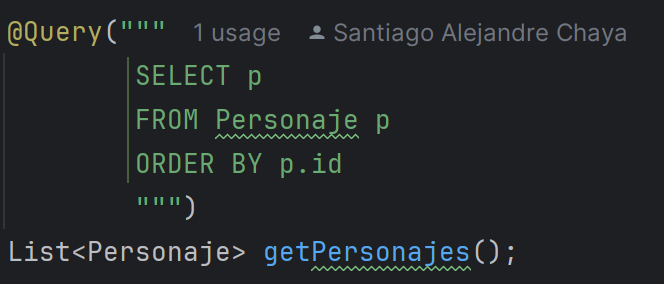 @Query(""" 1 usage Santiago Alejandre Chaya
SELECT p
FROM Personaje p
ORDER BY p.id
""")
List<Personaje> getPersonajes();